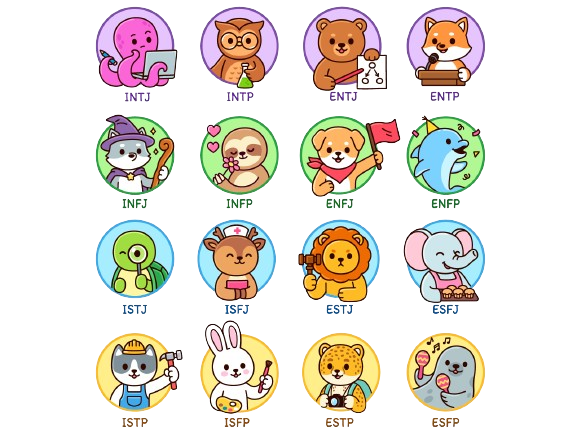 INTJ INTP ENTJ ENTP
INFJ INFP ENFJ ENFP
ISTJ ISFJ ESTJ ESFJ
ISTP ISFP ESTP ESFP